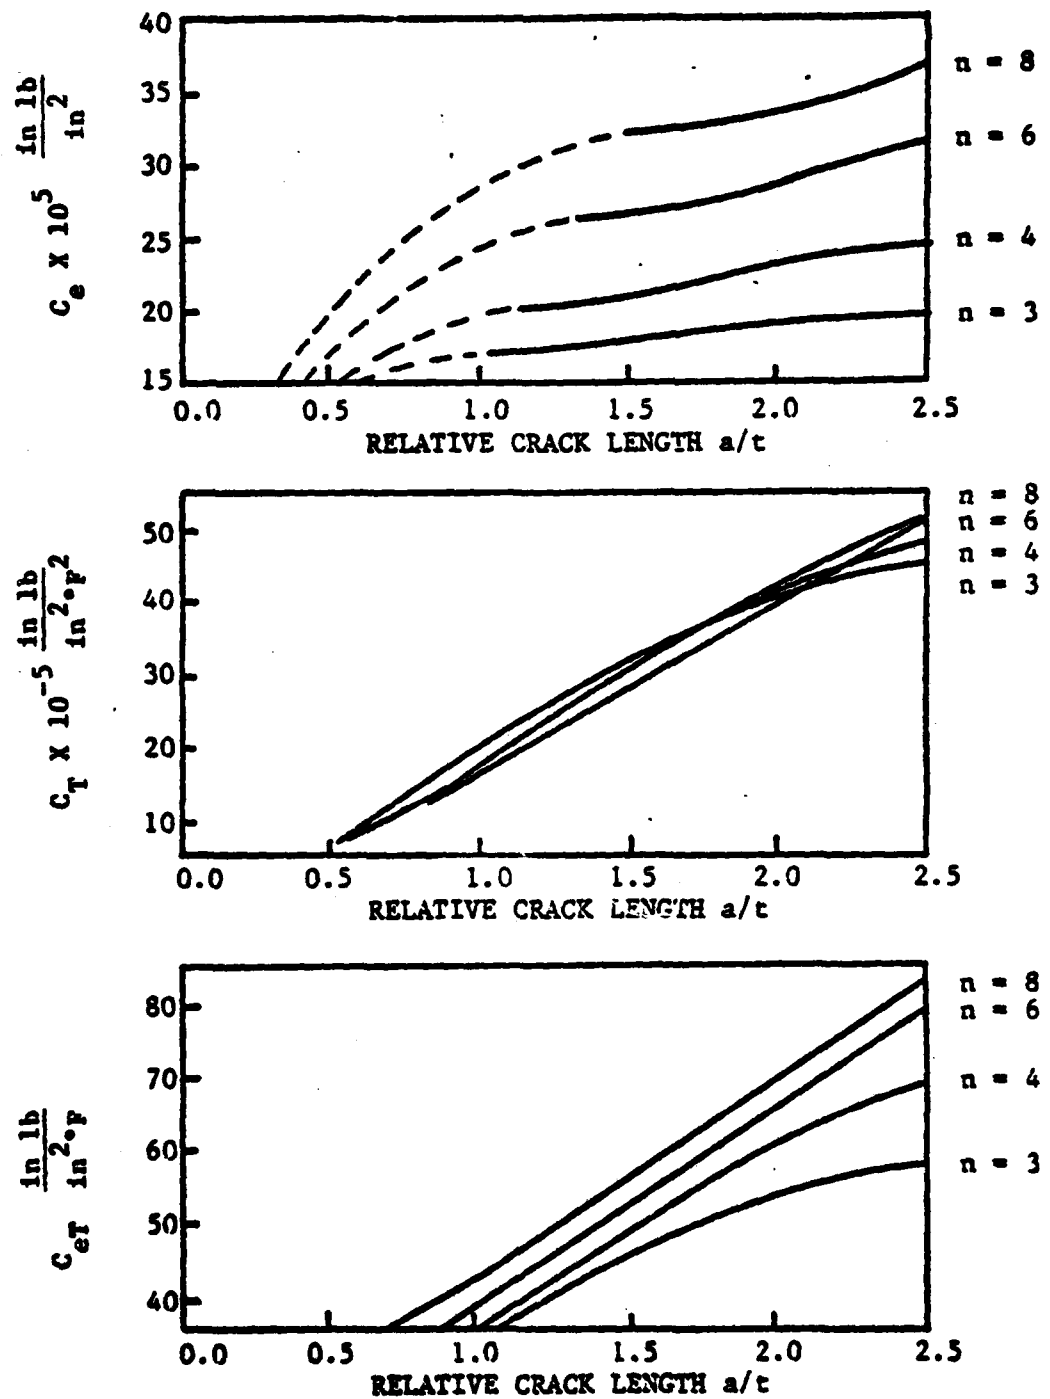 40
35
30
25
20
15
C_e X 10^5 in lb / in^2
n = 8
n = 6
n = 4
n = 3
0.0 0.5 1.0 1.5 2.0 2.5
RELATIVE CRACK LENGTH a/t
50
40
30
20
10
C_T X 10^-5 in lb / in^2 °F^2
n = 8
n = 6
n = 4
n = 3
0.0 0.5 1.0 1.5 2.0 2.5
RELATIVE CRACK LENGTH a/t
80
70
60
50
40
C_eT in lb / in^2 °F
n = 8
n = 6
n = 4
n = 3
0.0 0.5 1.0 1.5 2.0 2.5
RELATIVE CRACK LENGTH a/t